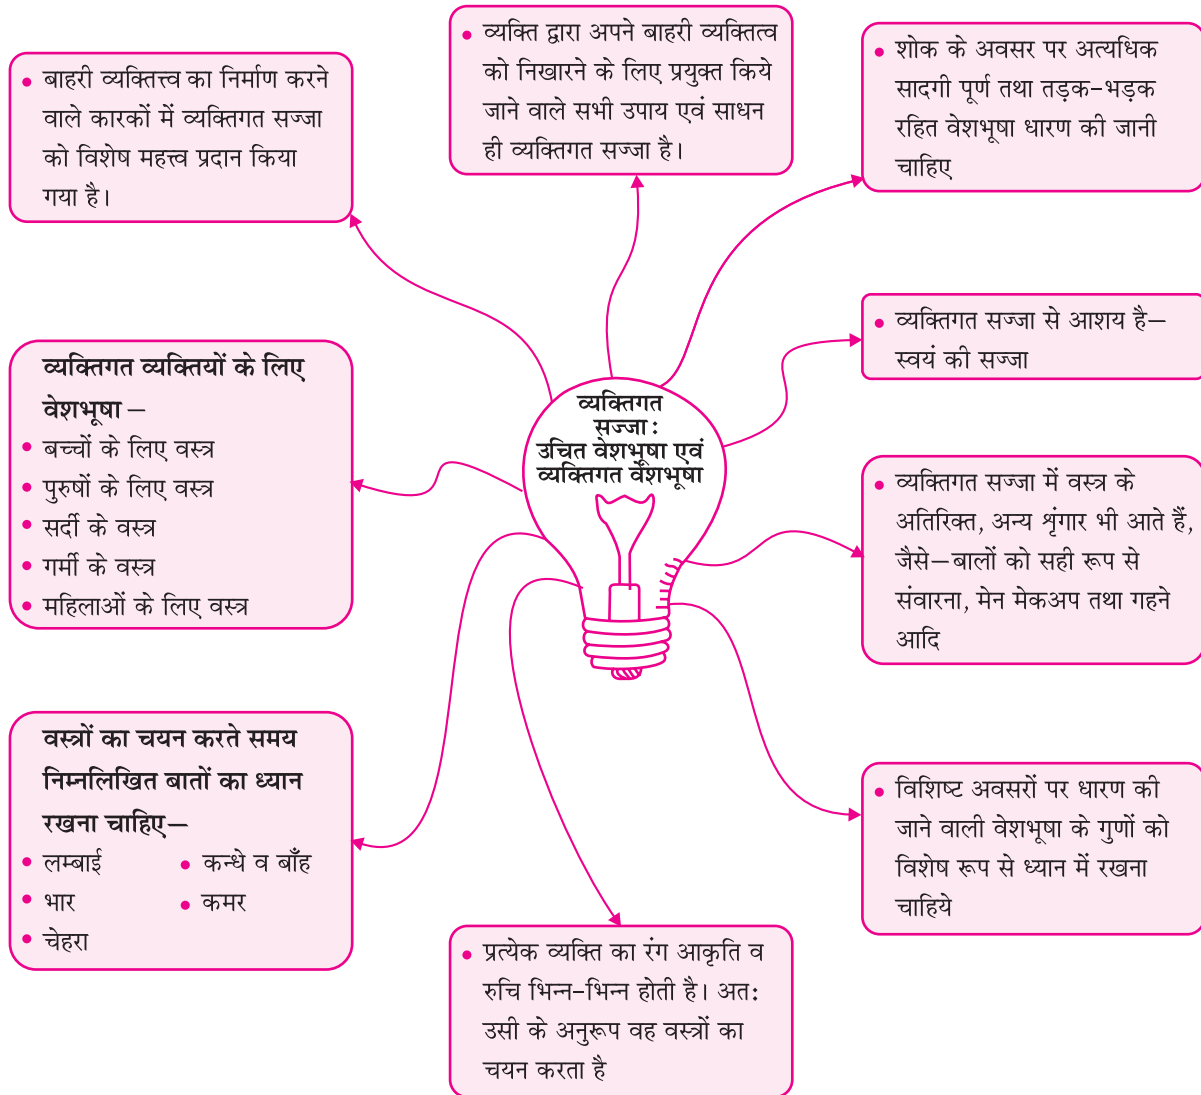 • बाहरी व्यक्तित्त्व का निर्माण करने
वाले कारकों में व्यक्तिगत सज्जा
को विशेष महत्त्व प्रदान किया
गया है।
• व्यक्ति द्वारा अपने बाहरी व्यक्तित्व
को निखारने के लिए प्रयुक्त किये
जाने वाले सभी उपाय एवं साधन
ही व्यक्तिगत सज्जा है।
• शोक के अवसर पर अत्यधिक
सादगी पूर्ण तथा तड़क-भड़क
रहित वेशभूषा धारण की जानी
चाहिए
• व्यक्तिगत सज्जा से आशय है—
स्वयं की सज्जा
व्यक्तिगत व्यक्तियों के लिए
वेशभूषा —
• बच्चों के लिए वस्त्र
• पुरुषों के लिए वस्त्र
• सर्दी के वस्त्र
• गर्मी के वस्त्र
• महिलाओं के लिए वस्त्र
व्यक्तिगत
सज्जा :
उचित वेशभूषा एवं
व्यक्तिगत वेशभूषा
• व्यक्तिगत सज्जा में वस्त्र के
अतिरिक्त, अन्य श्रृंगार भी आते हैं,
जैसे—बालों को सही रूप से
संवारना, मेन मेकअप तथा गहने
आदि
वस्त्रों का चयन करते समय
निम्नलिखित बातों का ध्यान
रखना चाहिए—
• लम्बाई • कन्धे व बाँह
• भार • कमर
• चेहरा
• विशिष्ट अवसरों पर धारण की
जाने वाली वेशभूषा के गुणों को
विशेष रूप से ध्यान में रखना
चाहिये
• प्रत्येक व्यक्ति का रंग आकृति व
रुचि भिन्न-भिन्न होती है। अतः
उसी के अनुरूप वह वस्त्रों का
चयन करता है